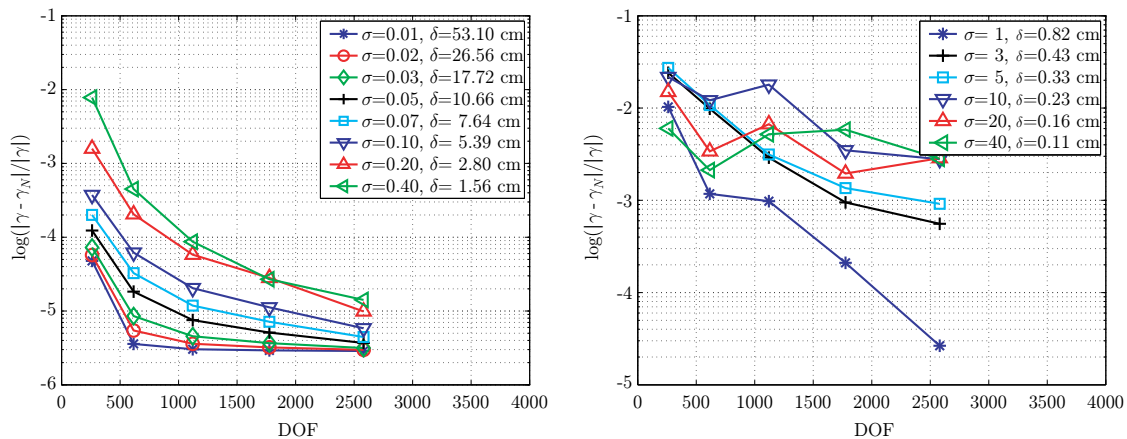 -1
-2
-3
-4
-5
-6
0 500 1000 1500 2000 2500 3000 3500 4000
DOF
log(|γ - γ_N|/|γ|)
σ=0.01, δ=53.10 cm
σ=0.02, δ=26.56 cm
σ=0.03, δ=17.72 cm
σ=0.05, δ=10.66 cm
σ=0.07, δ= 7.64 cm
σ=0.10, δ= 5.39 cm
σ=0.20, δ= 2.80 cm
σ=0.40, δ= 1.56 cm
-1
-2
-3
-4
-5
0 500 1000 1500 2000 2500 3000 3500 4000
DOF
log(|γ - γ_N|/|γ|)
σ= 1, δ=0.82 cm
σ= 3, δ=0.43 cm
σ= 5, δ=0.33 cm
σ=10, δ=0.23 cm
σ=20, δ=0.16 cm
σ=40, δ=0.11 cm